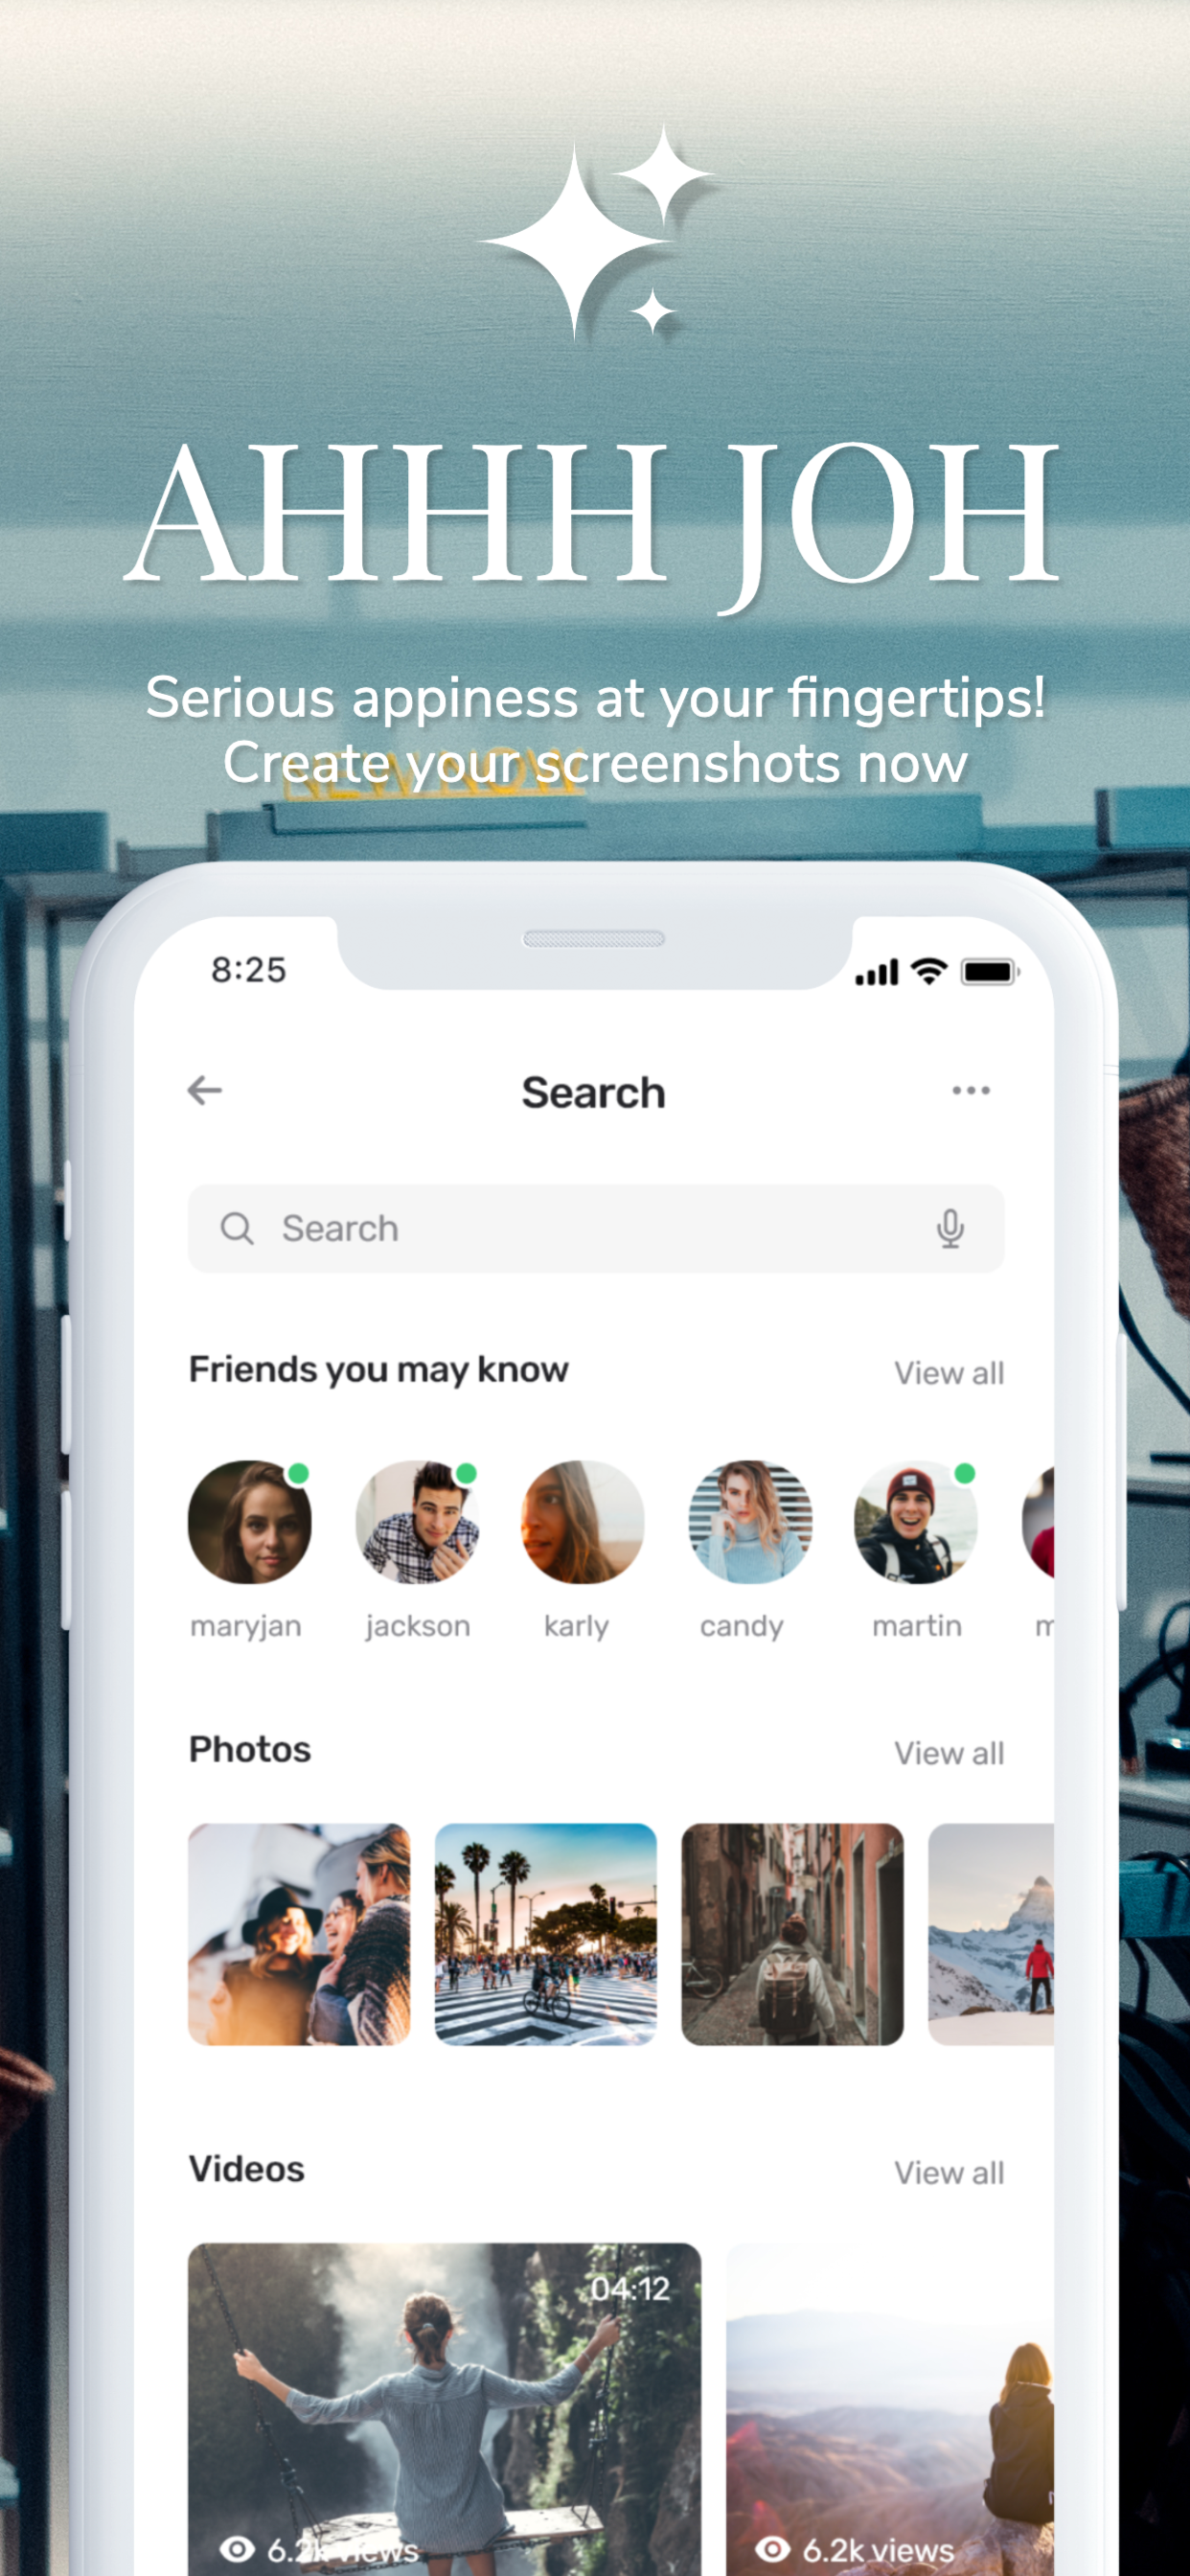 AHHH JOH
Serious appiness at your fingertips!
Create your screenshots now
NEW NOW
8:25
Search
Search
Friends you may know View all
maryjan jackson karly candy martin m
Photos View all
Videos View all
04:12
6.2k views 6.2k views